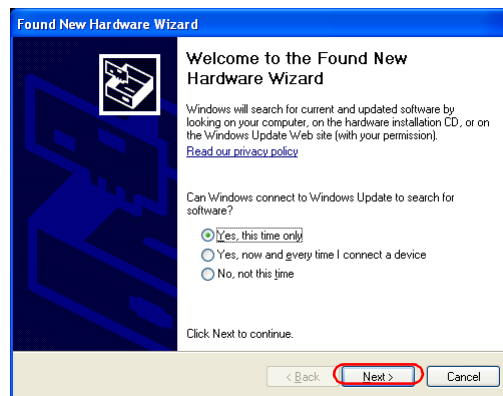 Found New Hardware Wizard
Welcome to the Found New
Hardware Wizard
Windows will search for current and updated software by
looking on your computer, on the hardware installation CD, or on
the Windows Update Web site (with your permission).
Read our privacy policy
Can Windows connect to Windows Update to search for
software?
Yes, this time only
Yes, now and every time I connect a device
No, not this time
Click Next to continue.
< Back
Next >
Cancel